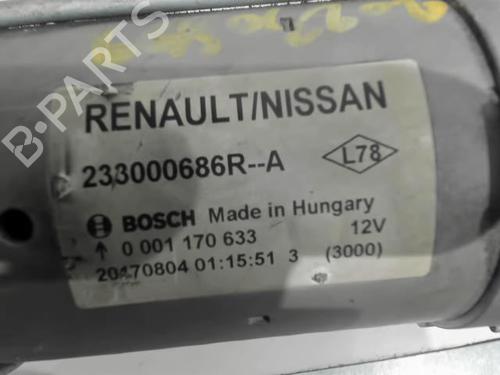 RENAULT/NISSAN
233000686R--A
L78
BOSCH Made in Hungary
0 001 170 633 12V
20170804 01:15:51 3 (3000)
B-PARTS